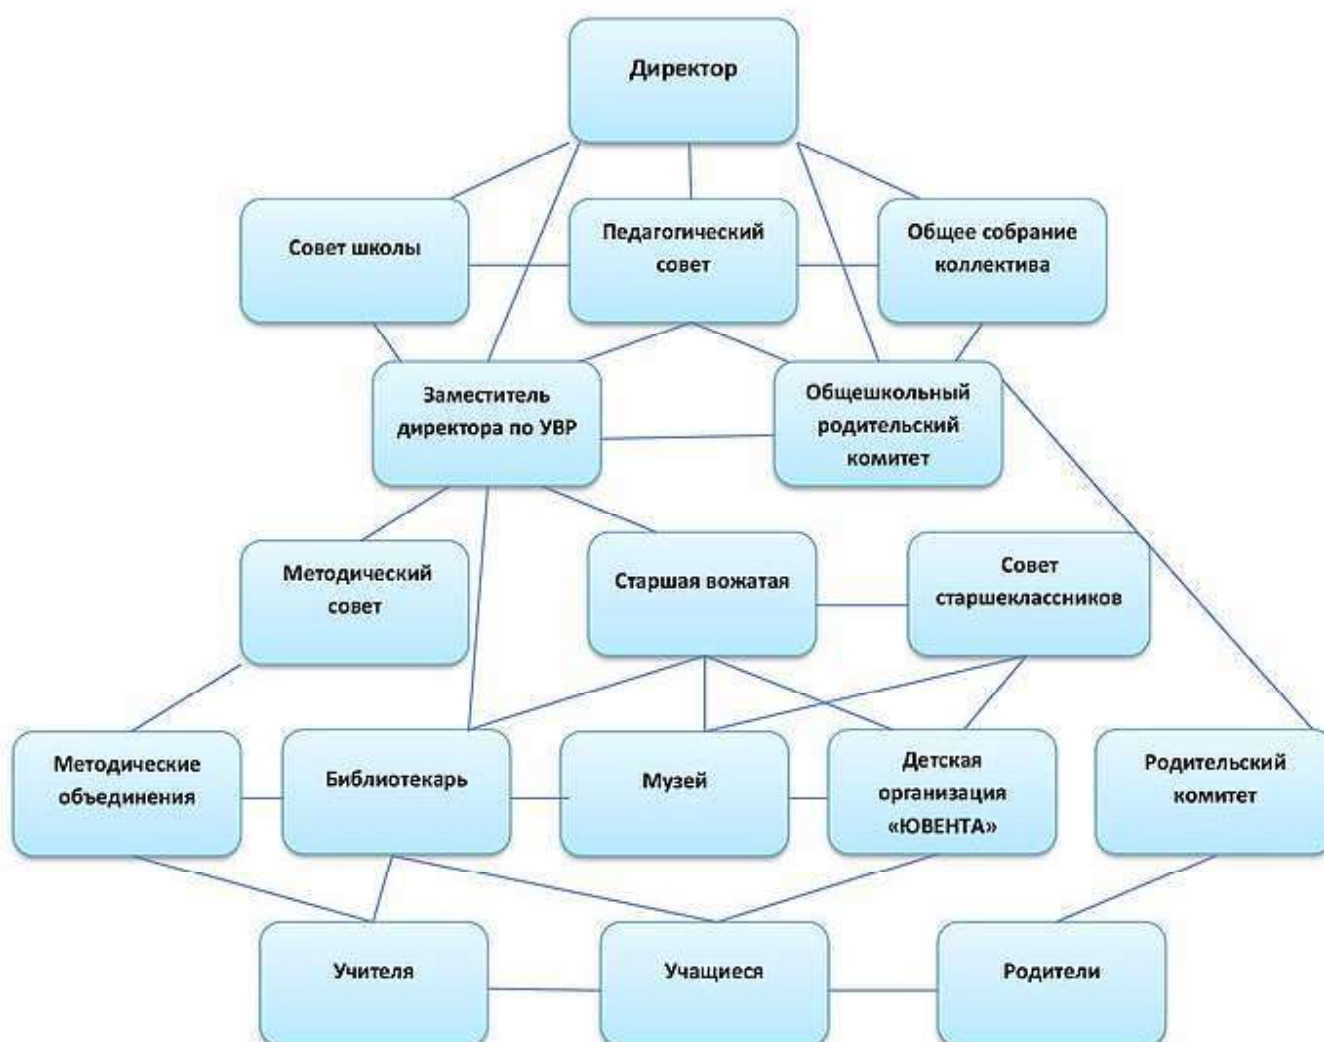 Директор
Совет школы
Педагогический
совет
Общее собрание
коллектива
Заместитель
директора по УВР
Общешкольный
родительский
комитет
Методический
совет
Старшая вожатая
Совет
старшеклассников
Методические
объединения
Библиотекарь
Музей
Детская
организация
«ЮВЕНТА»
Родительский
комитет
Учителя
Учащиеся
Родители